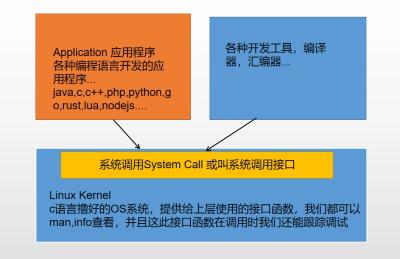 Application 应用程序
各种编程语言开发的应
用程序...
java,c,c++,php,python,g
o,rust,lua,nodejs....
各种开发工具，编译
器，汇编器...
系统调用System Call 或叫系统调用接口
Linux Kernel
c语言撸好的OS系统，提供给上层使用的接口函数，我们都可以
man,info查看，并且这此接口函数在调用时我们还能跟踪调试